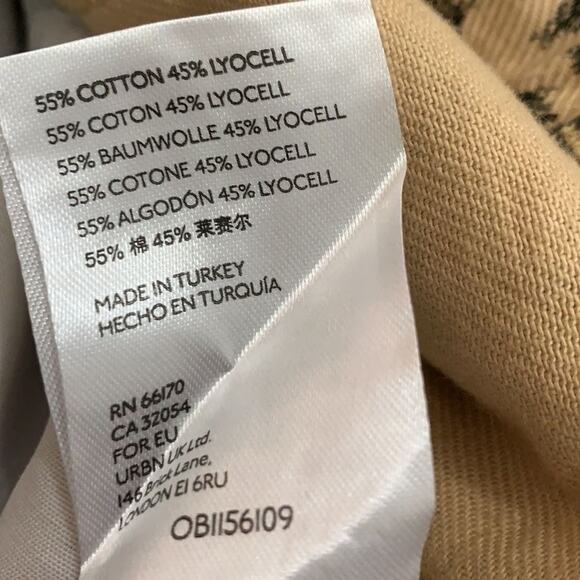 55% COTTON 45% LYOCELL
55% COTON 45% LYOCELL
55% BAUMWOLLE 45% LYOCELL
55% COTONE 45% LYOCELL
55% ALGODÓN 45% LYOCELL
55% 棉 45% 莱赛尔
MADE IN TURKEY
HECHO EN TURQUÍA
RN 66170
CA 32054
FOR EU
URBN UK Ltd.
146 Brick Lane,
LONDON E1 6RU
OB1156109